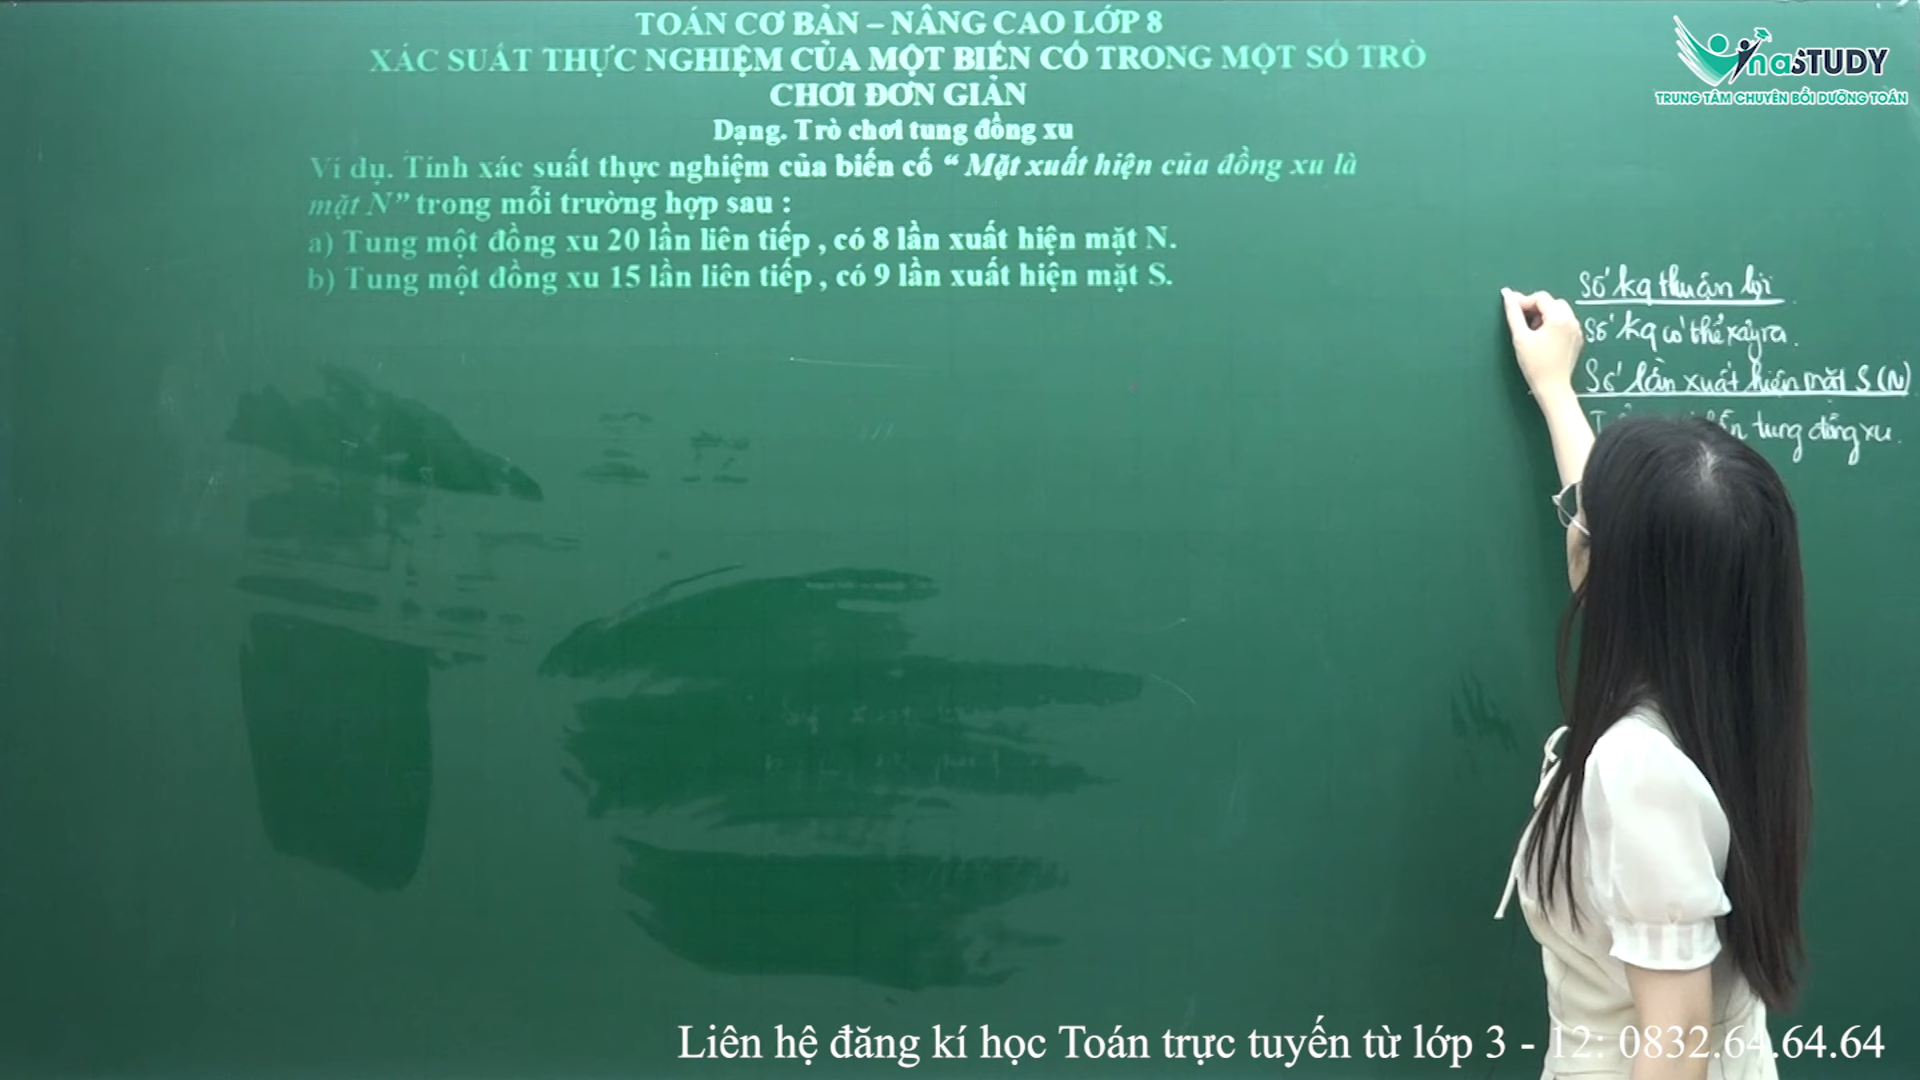 TOÁN CƠ BẢN – NÂNG CAO LỚP 8
XÁC SUẤT THỰC NGHIỆM CỦA MỘT BIẾN CỐ TRONG MỘT SỐ TRÒ
CHƠI ĐƠN GIẢN
Dạng. Trò chơi tung đồng xu
Ví dụ. Tính xác suất thực nghiệm của biến cố “ Mặt xuất hiện của đồng xu là
mặt N” trong mỗi trường hợp sau :
a) Tung một đồng xu 20 lần liên tiếp , có 8 lần xuất hiện mặt N.
b) Tung một đồng xu 15 lần liên tiếp , có 9 lần xuất hiện mặt S.
VinaSTUDY
TRUNG TÂM CHUYÊN BỒI DƯỠNG TOÁN
Số kq thuận lợi
Số kq có thể xảy ra.
Số lần xuất hiện mặt S (N)
tung đồng xu.
Liên hệ đăng kí học Toán trực tuyến từ lớp 3 - 12: 0832.64.64.64